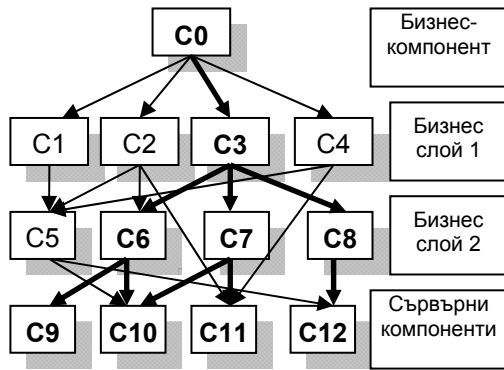 C0
Бизнес-
компонент
C1
C2
C3
C4
Бизнес
слой 1
C5
C6
C7
C8
Бизнес
слой 2
C9
C10
C11
C12
Сървърни
компоненти